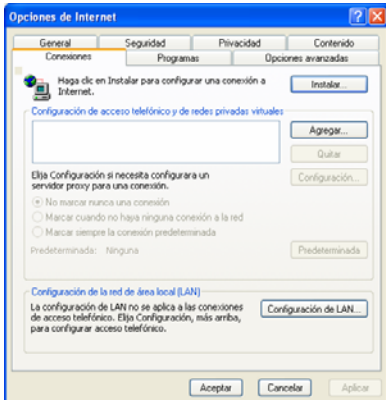 Opciones de Internet
General Seguridad Privacidad Contenido
Conexiones Programas Opciones avanzadas
Haga clic en Instalar para configurar una conexión a
Internet.
Instalar...
Configuración de acceso telefónico y de redes privadas virtuales
Agregar...
Quitar
Elija Configuración si necesita configurara un
servidor proxy para una conexión.
Configuración...
No marcar nunca una conexión
Marcar cuando no haya ninguna conexión a la red
Marcar siempre la conexión predeterminada
Predeterminada: Ninguna
Predeterminada
Configuración de la red de área local (LAN)
La configuración de LAN no se aplica a las conexiones
de acceso telefónico. Elija Configuración, más arriba,
para configurar acceso telefónico.
Configuración de LAN...
Aceptar Cancelar Aplicar